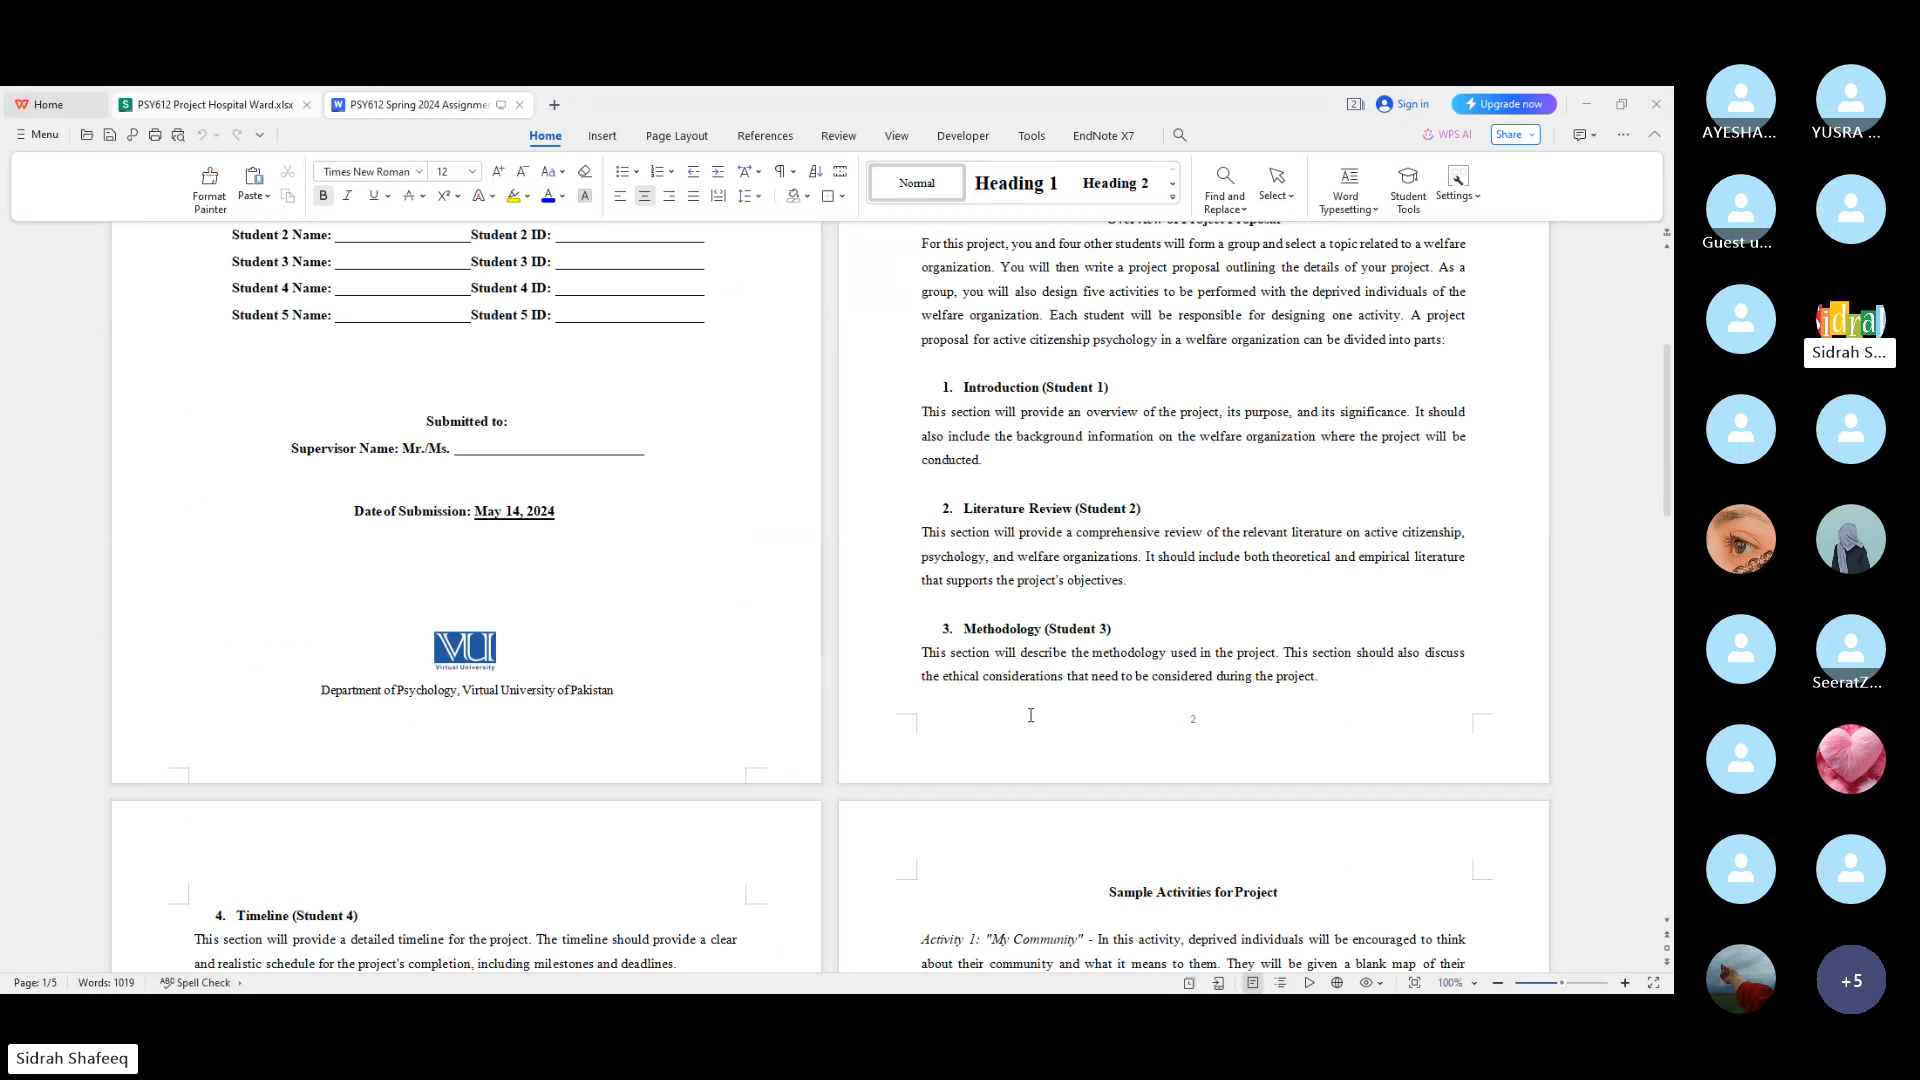 Home
PSY612 Project Hospital Ward.xlsx
PSY612 Spring 2024 Assignme
Sign in
Upgrade now
Menu
Home
Insert
Page Layout
References
Review
View
Developer
Tools
EndNote X7
WPS AI
Share
Format Painter
Paste
Times New Roman
12
Normal
Heading 1
Heading 2
Find and Replace
Select
Word Typesetting
Student Tools
Settings
Student 2 Name: ____________________Student 2 ID: ______________________
Student 3 Name: ____________________Student 3 ID: ______________________
Student 4 Name: ____________________Student 4 ID: ______________________
Student 5 Name: ____________________Student 5 ID: ______________________
Submitted to:
Supervisor Name: Mr./Ms. ____________________________
Date of Submission: May 14, 2024
VU
Virtual University
Department of Psychology, Virtual University of Pakistan
Overview of Project Proposal
For this project, you and four other students will form a group and select a topic related to a welfare
organization. You will then write a project proposal outlining the details of your project. As a
group, you will also design five activities to be performed with the deprived individuals of the
welfare organization. Each student will be responsible for designing one activity. A project
proposal for active citizenship psychology in a welfare organization can be divided into parts:
1. Introduction (Student 1)
This section will provide an overview of the project, its purpose, and its significance. It should
also include the background information on the welfare organization where the project will be
conducted.
2. Literature Review (Student 2)
This section will provide a comprehensive review of the relevant literature on active citizenship,
psychology, and welfare organizations. It should include both theoretical and empirical literature
that supports the project's objectives.
3. Methodology (Student 3)
This section will describe the methodology used in the project. This section should also discuss
the ethical considerations that need to be considered during the project.
2
4. Timeline (Student 4)
This section will provide a detailed timeline for the project. The timeline should provide a clear
and realistic schedule for the project's completion, including milestones and deadlines.
Sample Activities for Project
Activity 1: "My Community" - In this activity, deprived individuals will be encouraged to think
about their community and what it means to them. They will be given a blank map of their
Page: 1/5
Words: 1019
Spell Check
100%
AYESHA...
YUSRA ...
Guest u...
Sidrah S...
SeeratZ...
+5
Sidrah Shafeeq